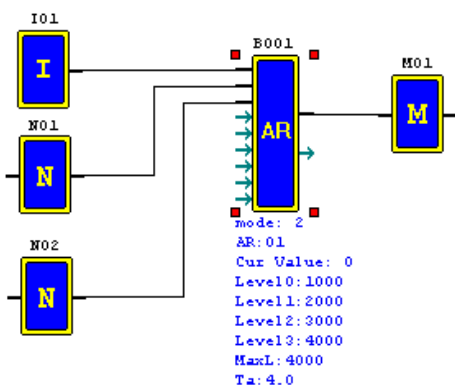 I01
B001
M01
I
AR
M
N01
N
N02
N
mode: 2
AR:01
Cur Value: 0
Level0:1000
Level1:2000
Level2:3000
Level3:4000
MaxL:4000
Ta:4.0